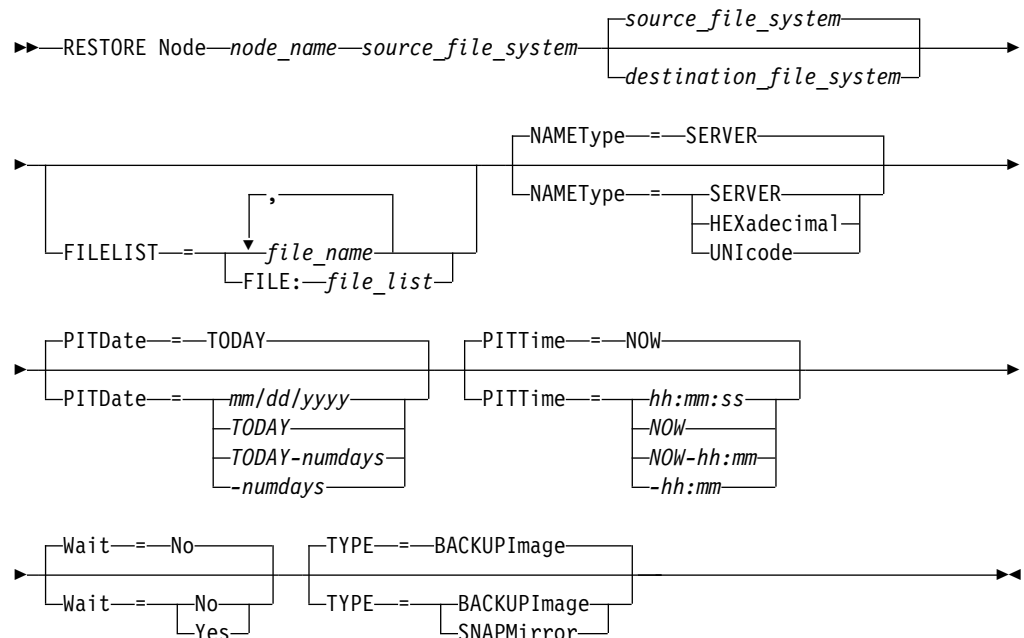 source_file_system
RESTORE Node node_name source_file_system
destination_file_system
NAMEType = SERVER
FILELIST = , file_name
FILE: file_list
NAMEType = SERVER
HEXadecimal
UNIcode
PITDate = TODAY
PITDate = mm/dd/yyyy
TODAY
TODAY-numdays
-numdays
PITTime = NOW
PITTime = hh:mm:ss
NOW
NOW-hh:mm
-hh:mm
Wait = No
Wait = No
Yes
TYPE = BACKUPImage
TYPE = BACKUPImage
SNAPMirror